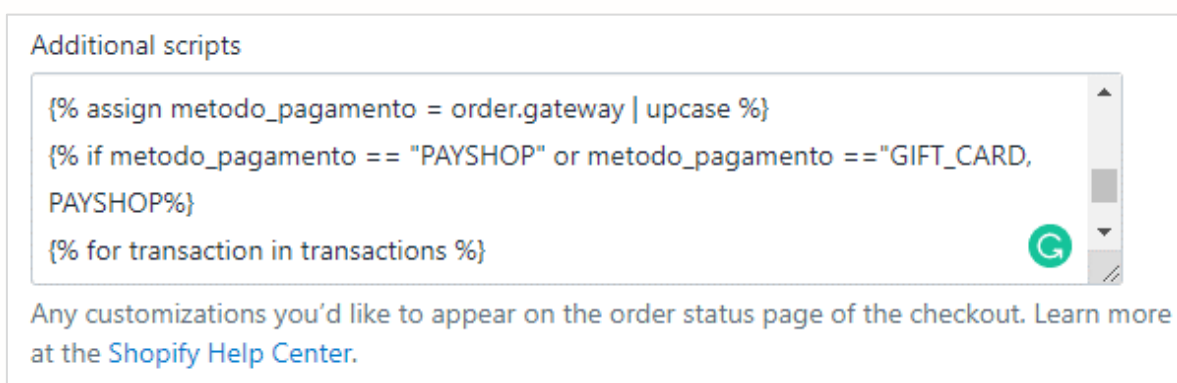 Additional scripts
{% assign metodo_pagamento = order.gateway | upcase %}
{% if metodo_pagamento == "PAYSHOP" or metodo_pagamento =="GIFT_CARD,
PAYSHOP%}
{% for transaction in transactions %}
Any customizations you'd like to appear on the order status page of the checkout. Learn more
at the Shopify Help Center.